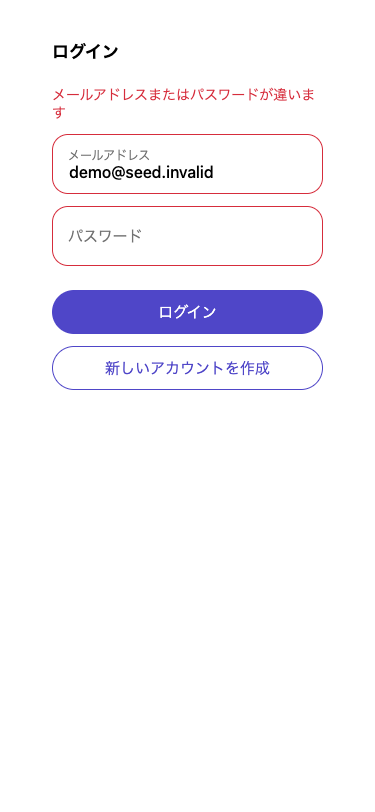 ログイン
メールアドレスまたはパスワードが違いま
す
メールアドレス
demo@seed.invalid
パスワード
ログイン
新しいアカウントを作成